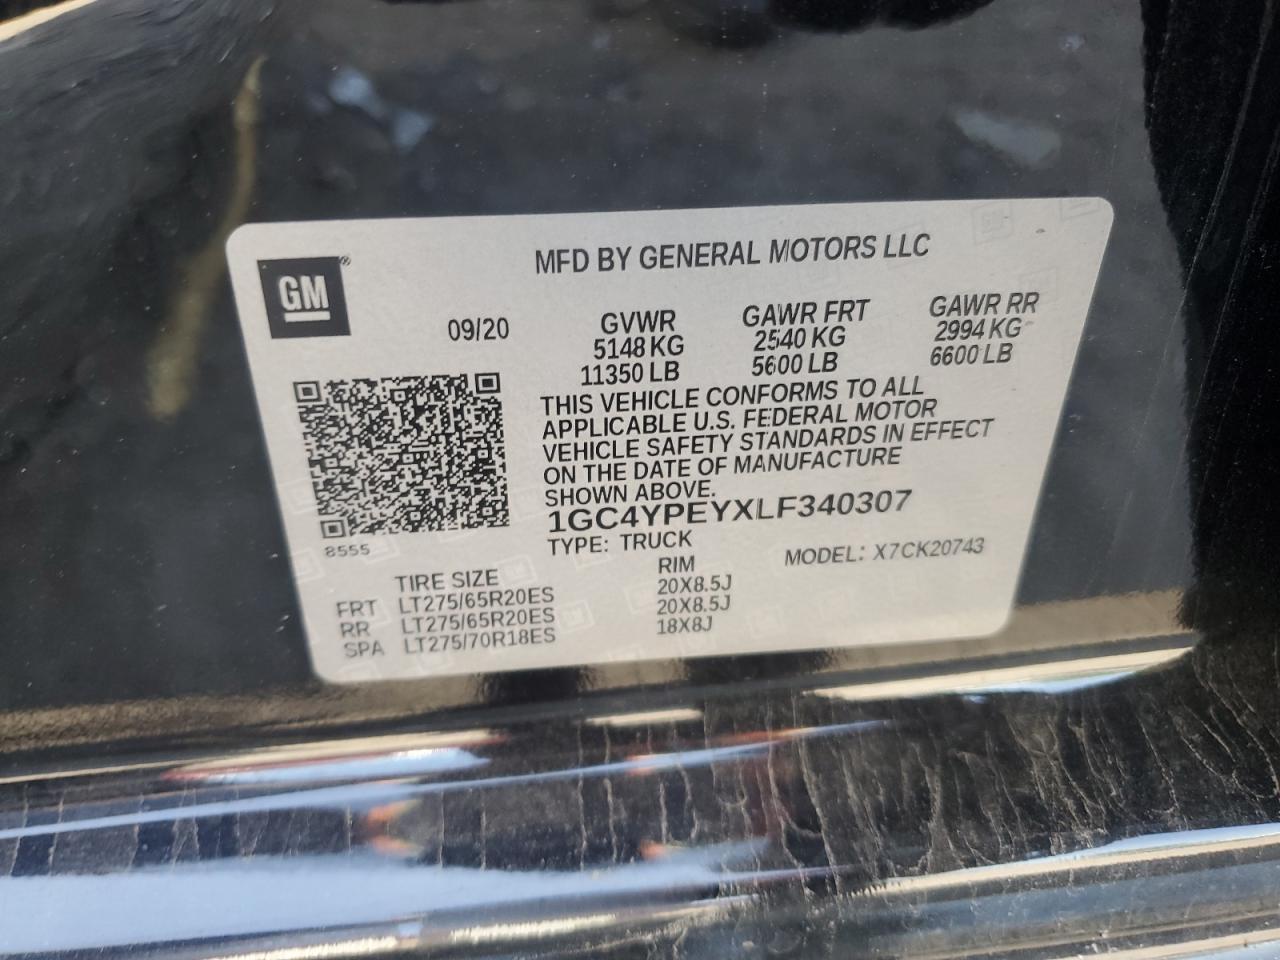 GM®
MFD BY GENERAL MOTORS LLC
09/20
GVWR GAWR FRT GAWR RR
5148 KG 2540 KG 2994 KG
11350 LB 5600 LB 6600 LB
THIS VEHICLE CONFORMS TO ALL
APPLICABLE U.S. FEDERAL MOTOR
VEHICLE SAFETY STANDARDS IN EFFECT
ON THE DATE OF MANUFACTURE
SHOWN ABOVE.
1GC4YPEYXLF340307
8555
TYPE: TRUCK MODEL: X7CK20743
TIRE SIZE RIM
FRT LT275/65R20ES 20X8.5J
RR LT275/65R20ES 20X8.5J
SPA LT275/70R18ES 18X8J